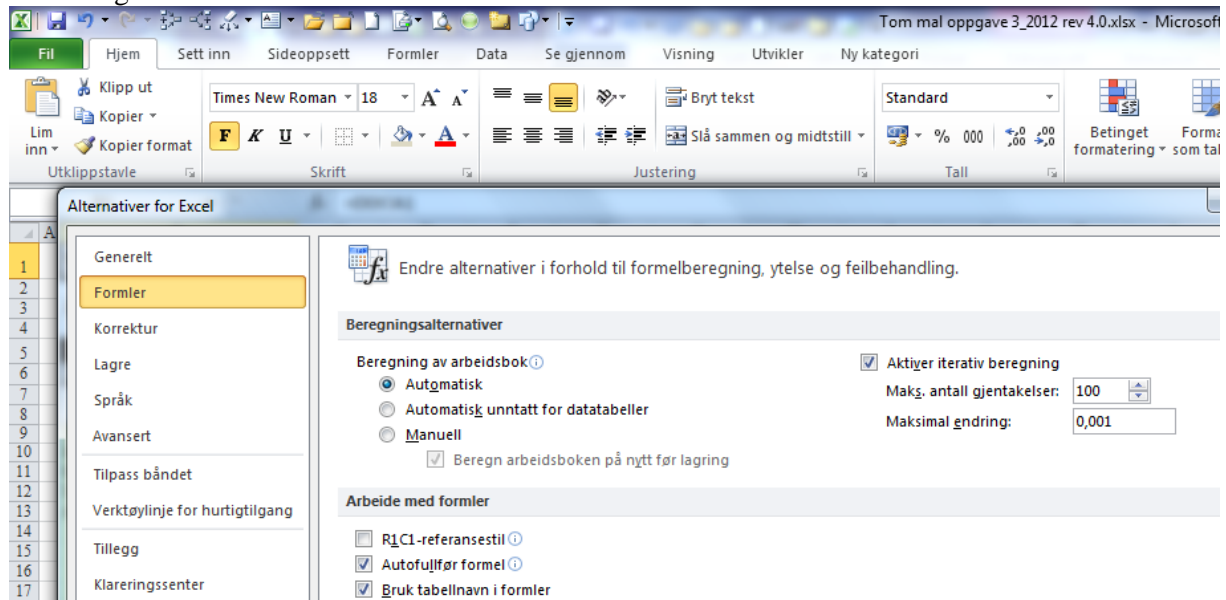 Tom mal oppgave 3_2012 rev 4.0.xlsx - Microsoft
Fil Hjem Sett inn Sideoppsett Formler Data Se gjennom Visning Utvikler Ny kategori
Lim inn
Klipp ut
Kopier
Kopier format
Utklippstavle
Times New Roman 18 A A
F K U A
Skrift
Bryt tekst
Slå sammen og midtstill
Justering
Standard
% 000 ,00 ,0 ,00 ,0
Tall
Betinget
formatering
Forma
som tal
Alternativer for Excel
A
1
2
3
4
5
6
7
8
9
10
11
12
13
14
15
16
17
Generelt
Formler
Korrektur
Lagre
Språk
Avansert
Tilpass båndet
Verktøylinje for hurtigtilgang
Tillegg
Klareringssenter
fx Endre alternativer i forhold til formelberegning, ytelse og feilbehandling.
Beregningsalternativer
Beregning av arbeidsbok
Automatisk
Automatisk unntatt for datatabeller
Manuell
Beregn arbeidsboken på nytt før lagring
Aktiver iterativ beregning
Maks. antall gjentakelser: 100
Maksimal endring: 0,001
Arbeide med formler
R1C1-referansestil
Autofullfør formel
Bruk tabellnavn i formler